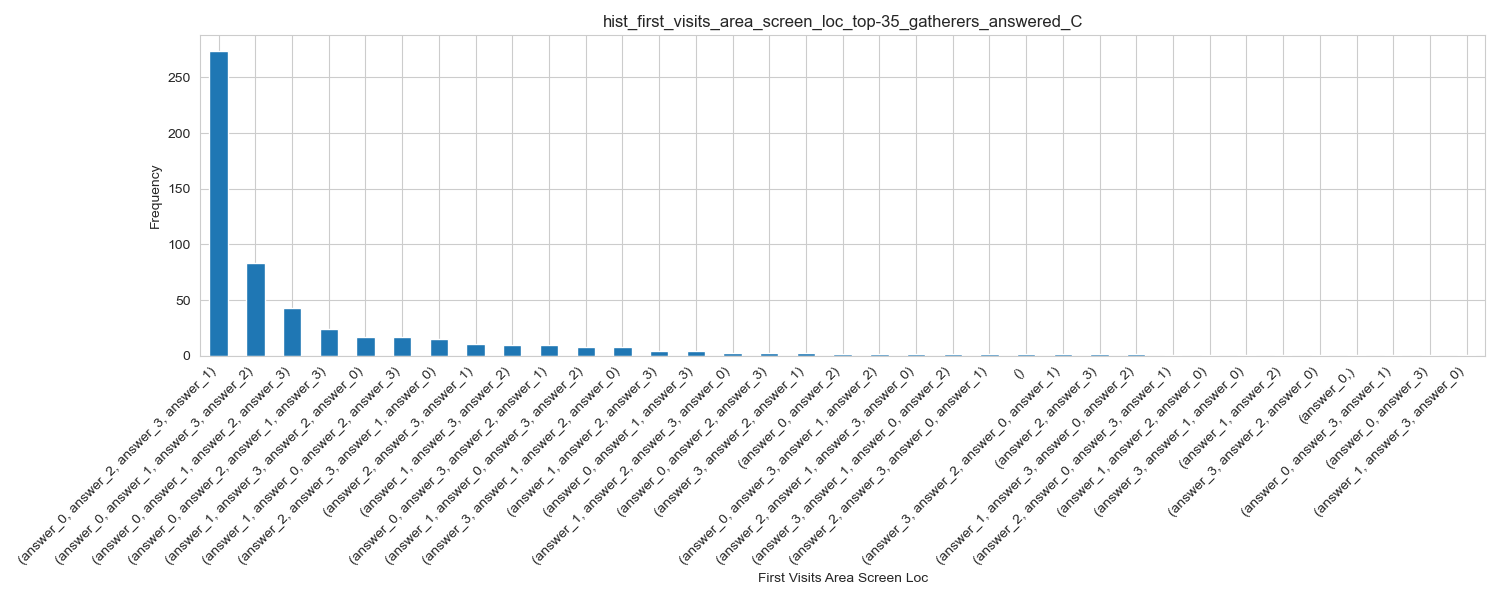 hist_first_visits_area_screen_loc_top-35_gatherers_answered_C
Frequency
250
200
150
100
50
0
(answer_0, answer_2, answer_3, answer_1)
(answer_0, answer_1, answer_3, answer_2)
(answer_0, answer_1, answer_2, answer_3)
(answer_0, answer_2, answer_1, answer_3)
(answer_1, answer_3, answer_2, answer_0)
(answer_1, answer_0, answer_2, answer_3)
(answer_2, answer_3, answer_1, answer_0)
(answer_2, answer_3, answer_1)
(answer_1, answer_3, answer_2)
(answer_0, answer_3, answer_2, answer_1)
(answer_1, answer_0, answer_3, answer_2)
(answer_3, answer_1, answer_2, answer_0)
(answer_1, answer_2, answer_3)
(answer_0, answer_1, answer_3)
(answer_1, answer_2, answer_3, answer_0)
(answer_0, answer_2, answer_3)
(answer_3, answer_2, answer_1)
(answer_0, answer_2)
(answer_0, answer_3, answer_1, answer_2)
(answer_2, answer_1, answer_3, answer_0)
(answer_3, answer_1, answer_0, answer_2)
(answer_2, answer_3, answer_0, answer_1)
()
(answer_3, answer_2, answer_0, answer_1)
(answer_2, answer_3)
(answer_1, answer_3, answer_0, answer_2)
(answer_2, answer_0, answer_3, answer_1)
(answer_1, answer_2, answer_0)
(answer_3, answer_1, answer_0)
(answer_1, answer_2)
(answer_3, answer_2, answer_0)
(answer_0,)
(answer_0, answer_3, answer_1)
(answer_0, answer_3)
(answer_1, answer_3, answer_0)
First Visits Area Screen Loc